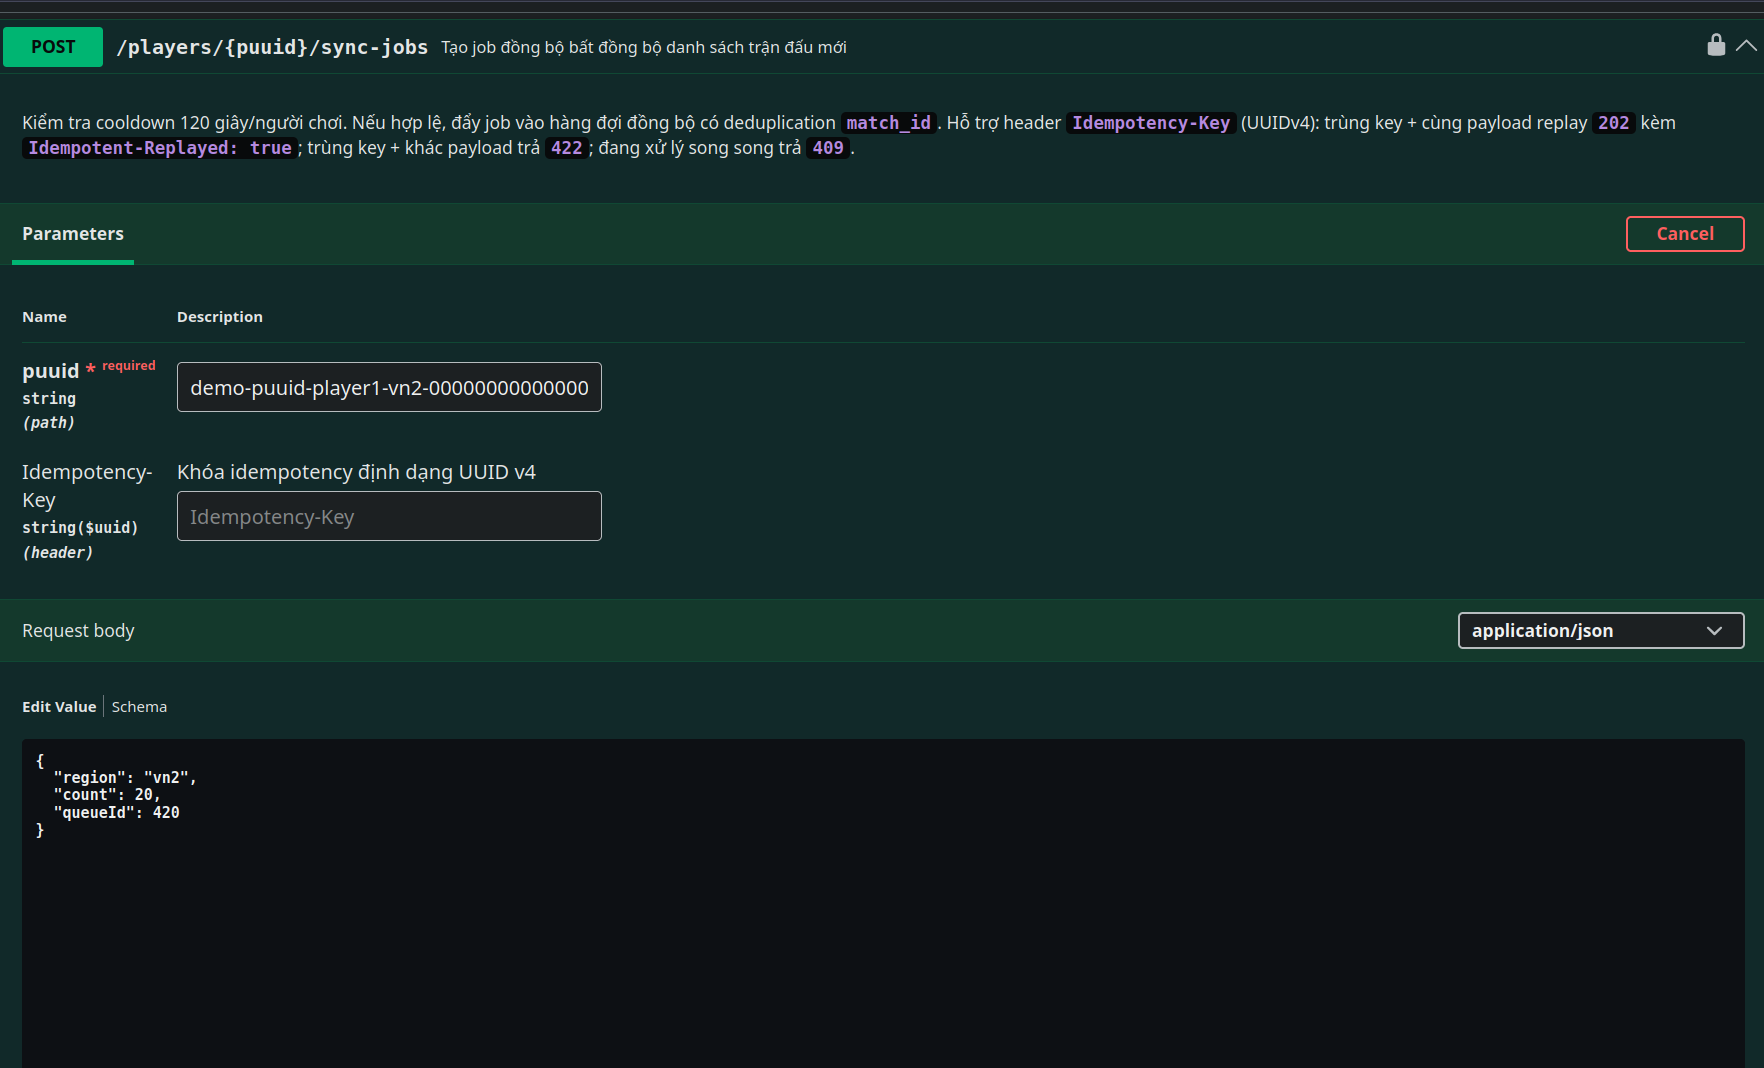 POST /players/{puuid}/sync-jobs Tạo job đồng bộ bất đồng bộ danh sách trận đấu mới
Kiểm tra cooldown 120 giây/người chơi. Nếu hợp lệ, đẩy job vào hàng đợi đồng bộ có deduplication match_id. Hỗ trợ header Idempotency-Key (UUIDv4): trùng key + cùng payload replay 202 kèm
Idempotent-Replayed: true; trùng key + khác payload trả 422; đang xử lý song song trả 409.
Parameters
Cancel
Name Description
puuid * required
string
(path)
demo-puuid-player1-vn2-00000000000000
Idempotency-
Key
string($uuid)
(header)
Khóa idempotency định dạng UUID v4
Idempotency-Key
Request body
application/json
Edit Value Schema
{
  "region": "vn2",
  "count": 20,
  "queueId": 420
}